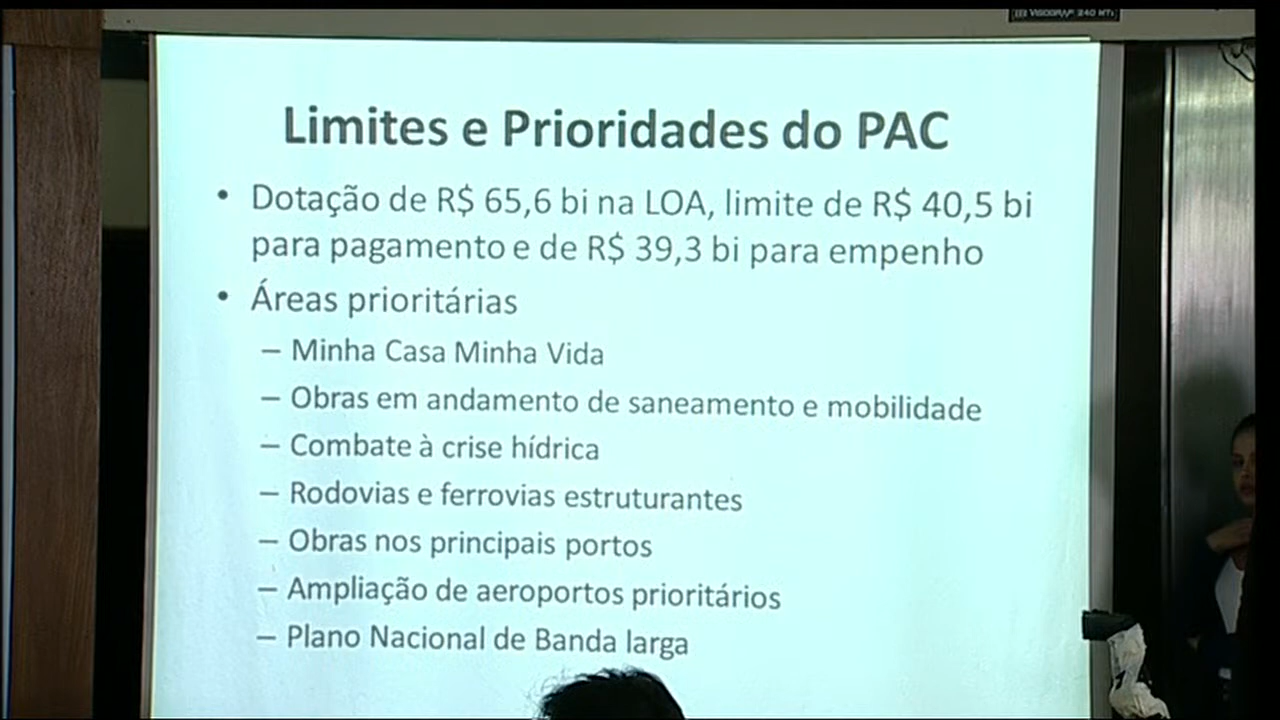 Limites e Prioridades do PAC
• Dotação de R$ 65,6 bi na LOA, limite de R$ 40,5 bi
para pagamento e de R$ 39,3 bi para empenho
• Áreas prioritárias
– Minha Casa Minha Vida
– Obras em andamento de saneamento e mobilidade
– Combate à crise hídrica
– Rodovias e ferrovias estruturantes
– Obras nos principais portos
– Ampliação de aeroportos prioritários
– Plano Nacional de Banda larga